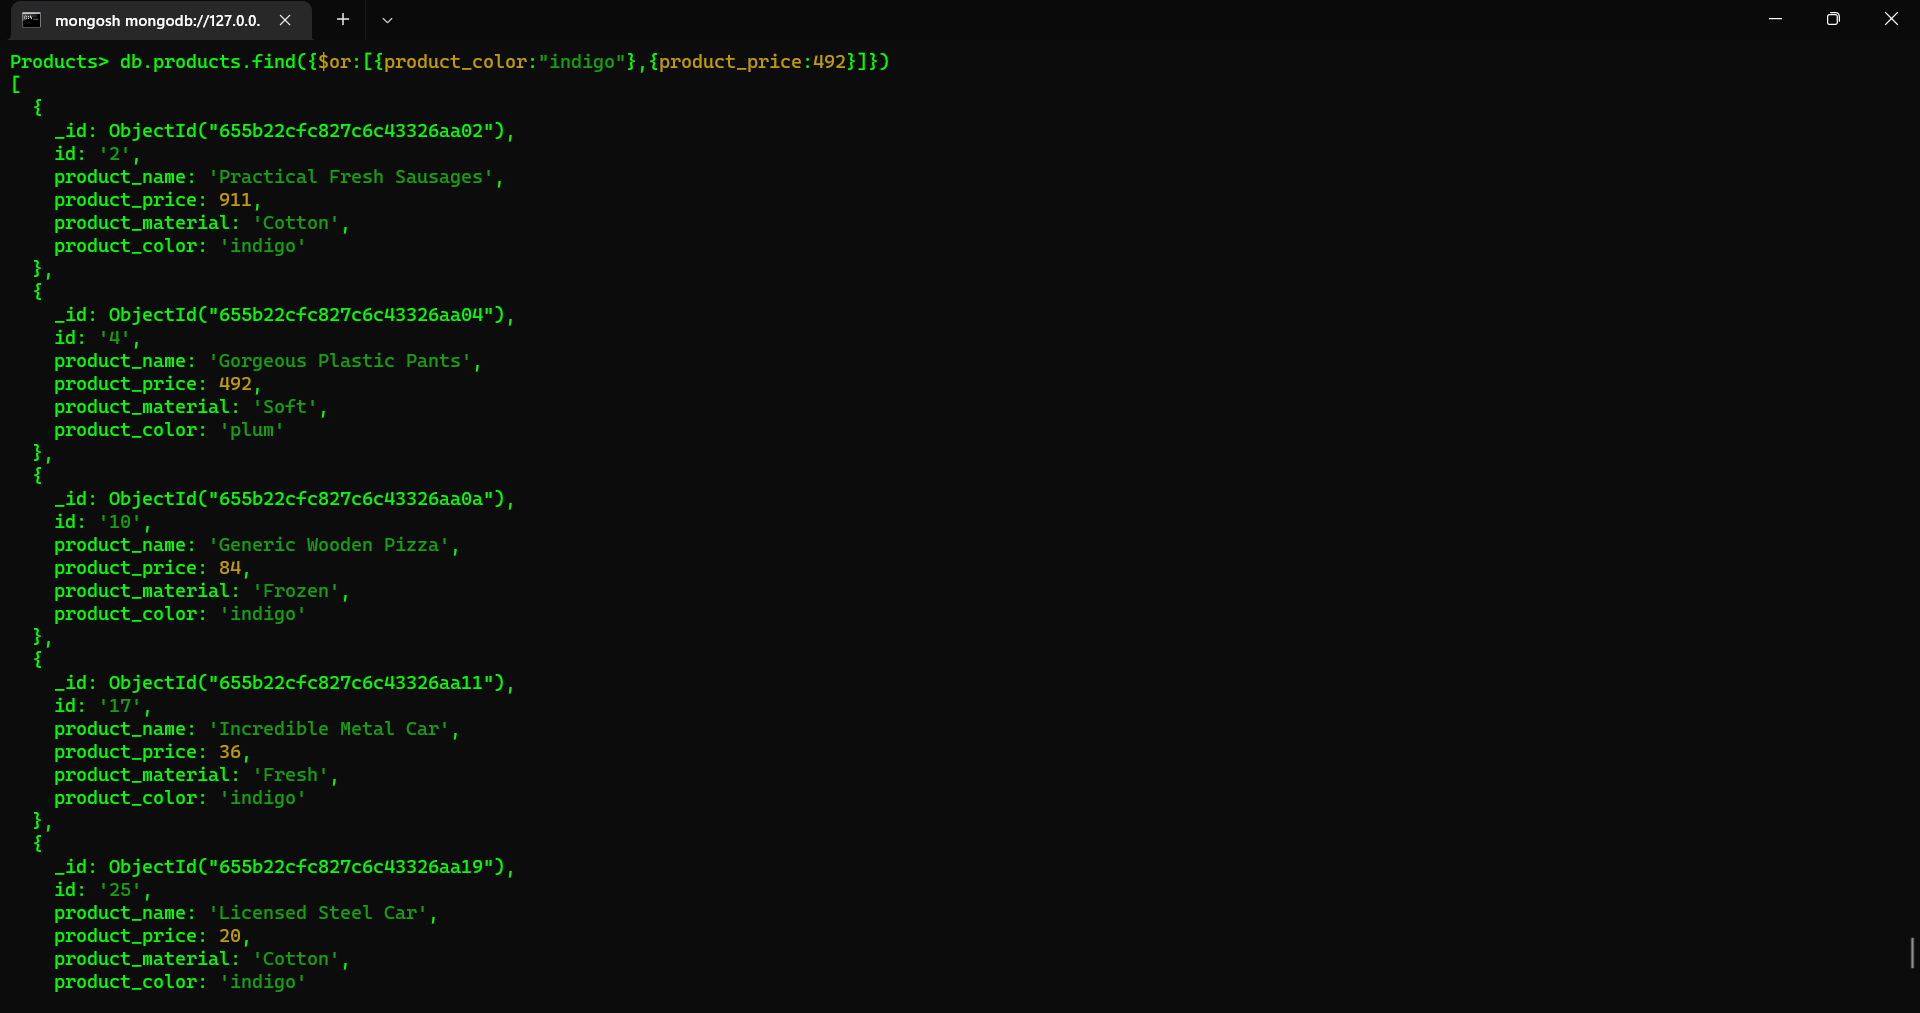 mongosh mongodb://127.0.0.
Products> db.products.find({$or:[{product_color:"indigo"},{product_price:492}]})
[
  {
    _id: ObjectId("655b22cfc827c6c43326aa02"),
    id: '2',
    product_name: 'Practical Fresh Sausages',
    product_price: 911,
    product_material: 'Cotton',
    product_color: 'indigo'
  },
  {
    _id: ObjectId("655b22cfc827c6c43326aa04"),
    id: '4',
    product_name: 'Gorgeous Plastic Pants',
    product_price: 492,
    product_material: 'Soft',
    product_color: 'plum'
  },
  {
    _id: ObjectId("655b22cfc827c6c43326aa0a"),
    id: '10',
    product_name: 'Generic Wooden Pizza',
    product_price: 84,
    product_material: 'Frozen',
    product_color: 'indigo'
  },
  {
    _id: ObjectId("655b22cfc827c6c43326aa11"),
    id: '17',
    product_name: 'Incredible Metal Car',
    product_price: 36,
    product_material: 'Fresh',
    product_color: 'indigo'
  },
  {
    _id: ObjectId("655b22cfc827c6c43326aa19"),
    id: '25',
    product_name: 'Licensed Steel Car',
    product_price: 20,
    product_material: 'Cotton',
    product_color: 'indigo'